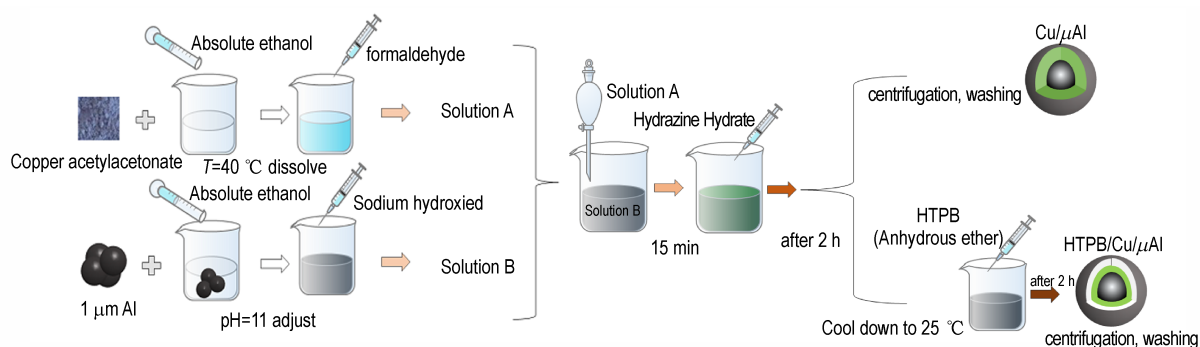 Absolute ethanol
formaldehyde
Copper acetylacetonate
T=40 ℃ dissolve
Solution A
Absolute ethanol
Sodium hydroxied
1 μm Al
pH=11 adjust
Solution B
Solution A
Hydrazine Hydrate
Solution B
15 min
after 2 h
Cu/μAl
centrifugation, washing
HTPB
(Anhydrous ether)
Cool down to 25 ℃
after 2 h
HTPB/Cu/μAl
centrifugation, washing